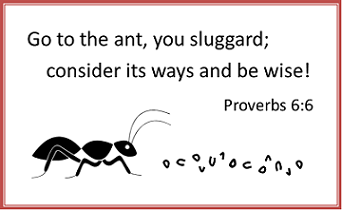 Go to the ant, you sluggard;
consider its ways and be wise!
Proverbs 6:6